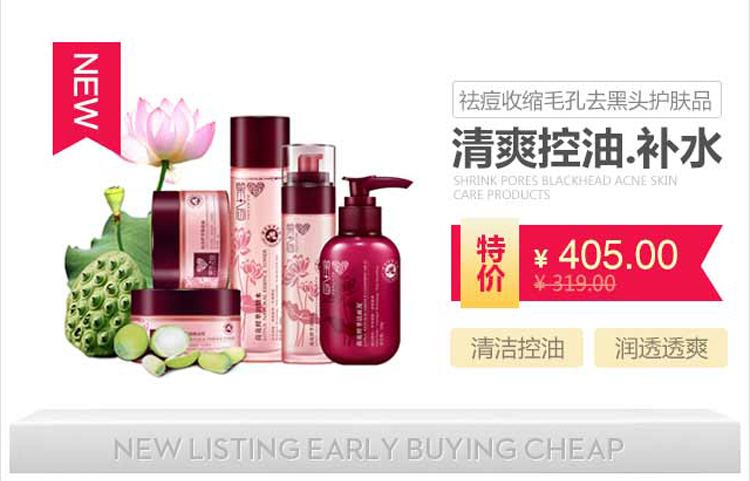 NEW
祛痘收缩毛孔去黑头护肤品
清爽控油.补水
SHRINK PORES BLACKHEAD ACNE SKIN
CARE PRODUCTS
特价
¥ 405.00
¥ 319.00
清洁控油
润透透爽
NEW LISTING EARLY BUYING CHEAP